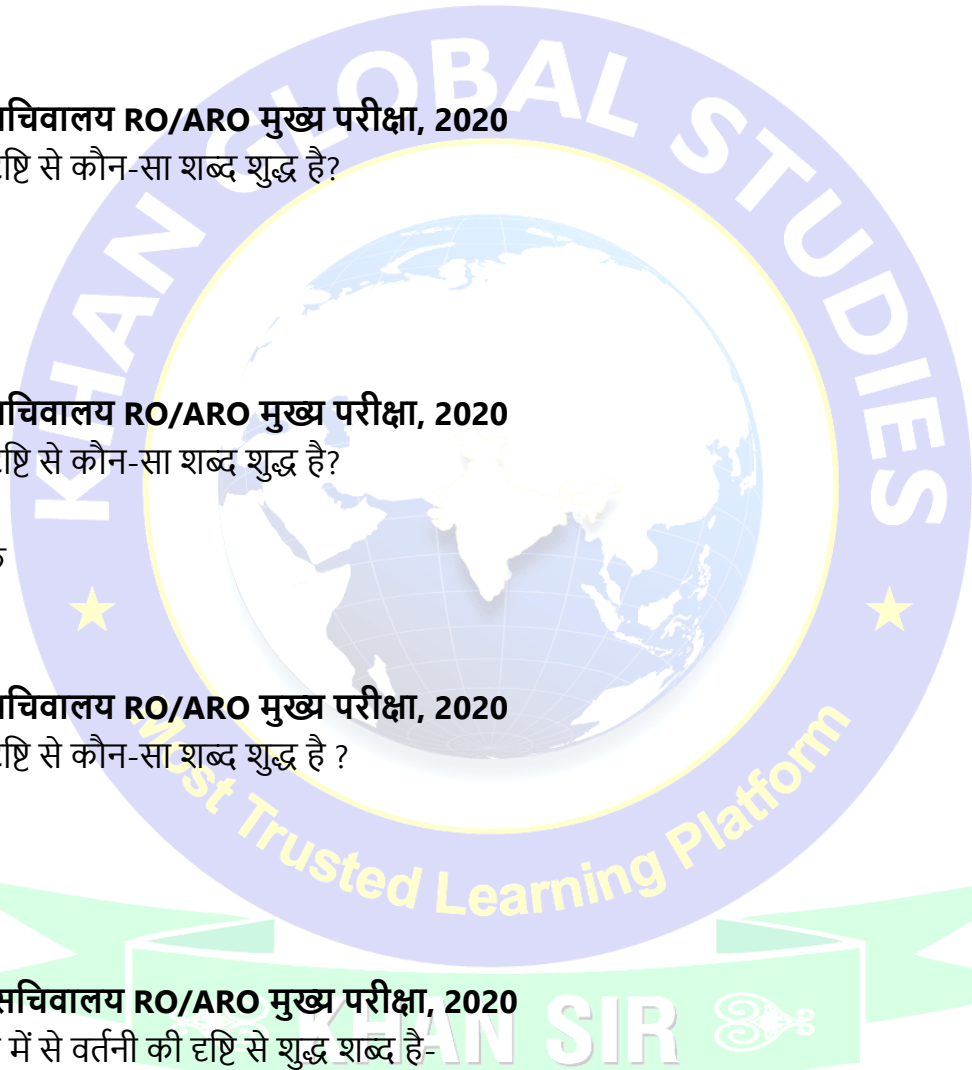 KHAN GLOBAL STUDIES
चिवालय RO/ARO मुख्य परीक्षा, 2020
से कौन-सा शब्द शुद्ध है?
चिवालय RO/ARO मुख्य परीक्षा, 2020
से कौन-सा शब्द शुद्ध है?
चिवालय RO/ARO मुख्य परीक्षा, 2020
से कौन-सा शब्द शुद्ध है ?
Most Trusted Learning Platform
सचिवालय RO/ARO मुख्य परीक्षा, 2020
KHAN SIR
में से वर्तनी की दृष्टि से शुद्ध शब्द है-